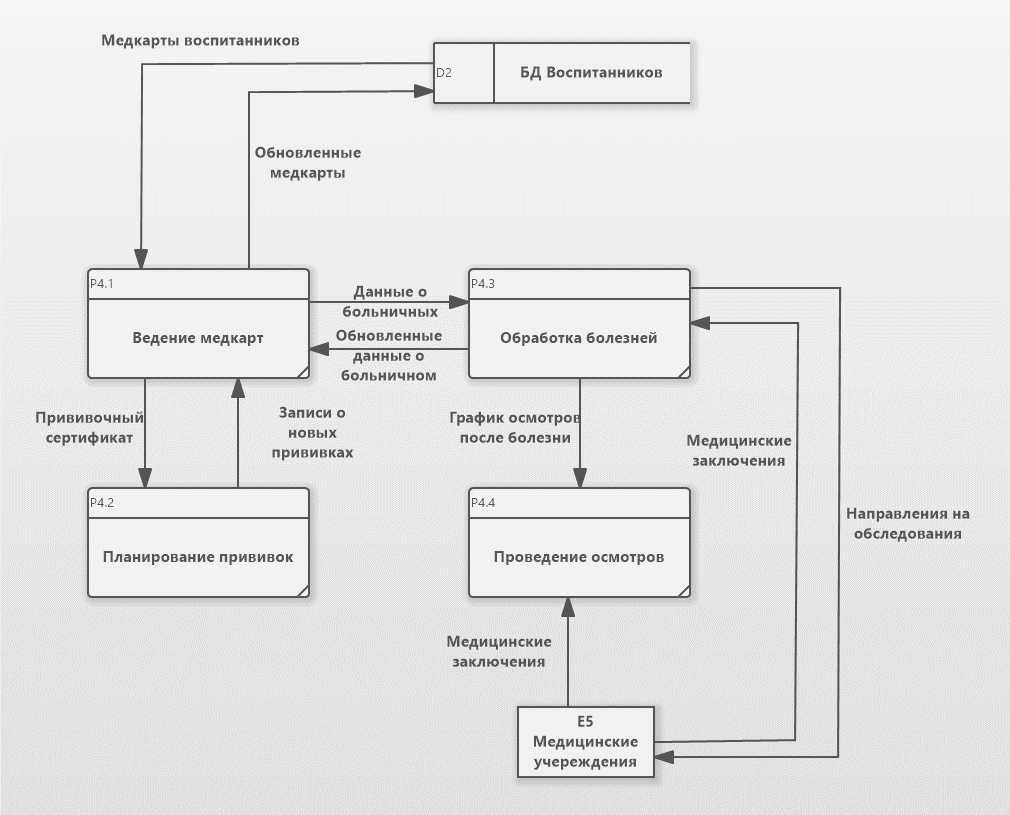 Медкарты воспитанников
D2
БД Воспитанников
Обновленные
медкарты
P4.1
Ведение медкарт
Данные о
больничных
Обновленные
данные о
больничном
P4.3
Обработка болезней
Прививочный
сертификат
Записи о
новых
прививках
График осмотров
после болезни
Медицинские
заключения
Направления на
обследования
P4.2
Планирование прививок
P4.4
Проведение осмотров
Медицинские
заключения
E5
Медицинские
учереждения